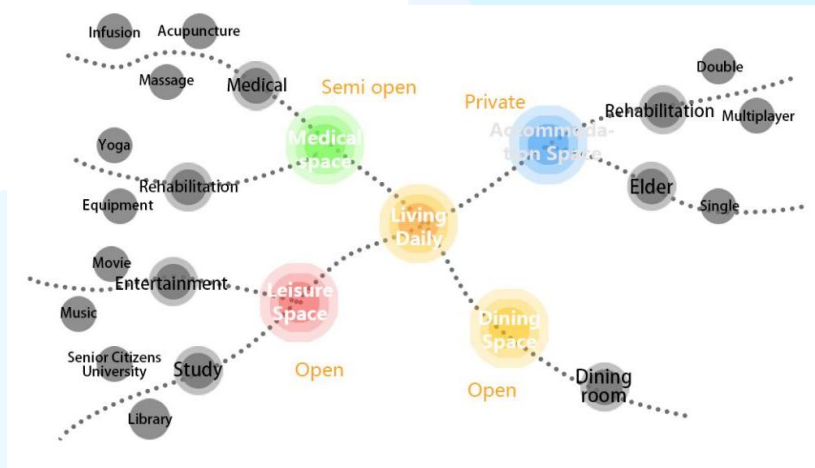 Infusion
Acupuncture
Massage
Medical
Semi open
Medical
space
Yoga
Rehabilitation
Equipment
Private
Accommoda-
tion Space
Double
Rehabilitation
Multiplayer
Elder
Single
Living
Daily
Movie
Entertainment
Music
Leisure
Space
Senior Citizens
University
Study
Library
Open
Dining
Space
Open
Dining
room